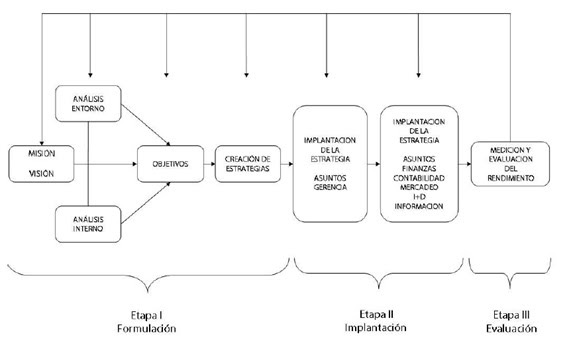 ANÁLISIS
ENTORNO
MISIÓN
VISIÓN
ANÁLISIS
INTERNO
OBJETIVOS
CREACIÓN DE
ESTRATEGIAS
IMPLANTACION
DE LA
ESTRATEGIA
ASUNTOS
GERENCIA
IMPLANTACION
DE LA
ESTRATEGIA
ASUNTOS
FINANZAS
CONTABILIDAD
MERCADEO
I+D
INFORMACION
MEDICION Y
EVALUACION
DEL
RENDIMIENTO
Etapa I
Formulación
Etapa II
Implantación
Etapa III
Evaluación